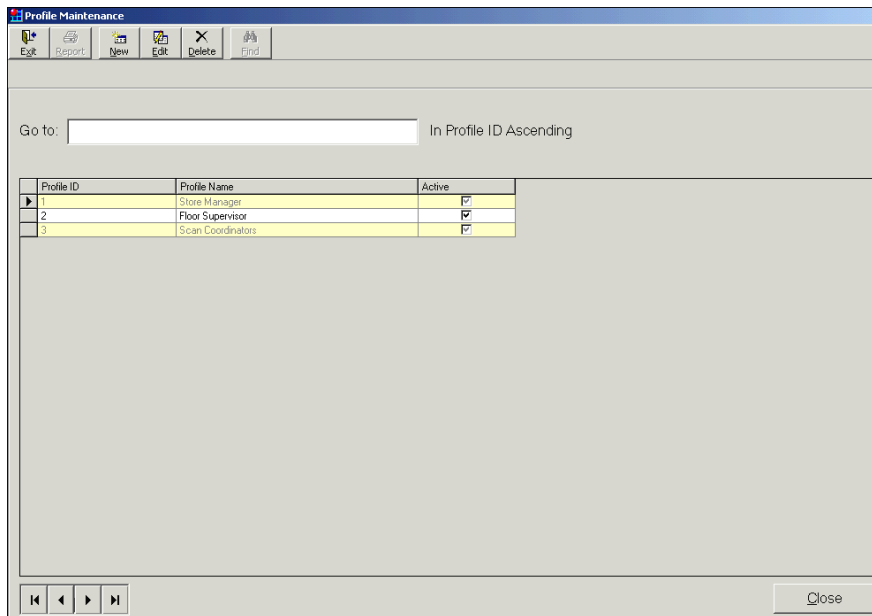 Profile Maintenance
Exit Report New Edit Delete Find
Go to: In Profile ID Ascending
Profile ID Profile Name Active
1 Store Manager
2 Floor Supervisor
3 Scan Coordinators
Close